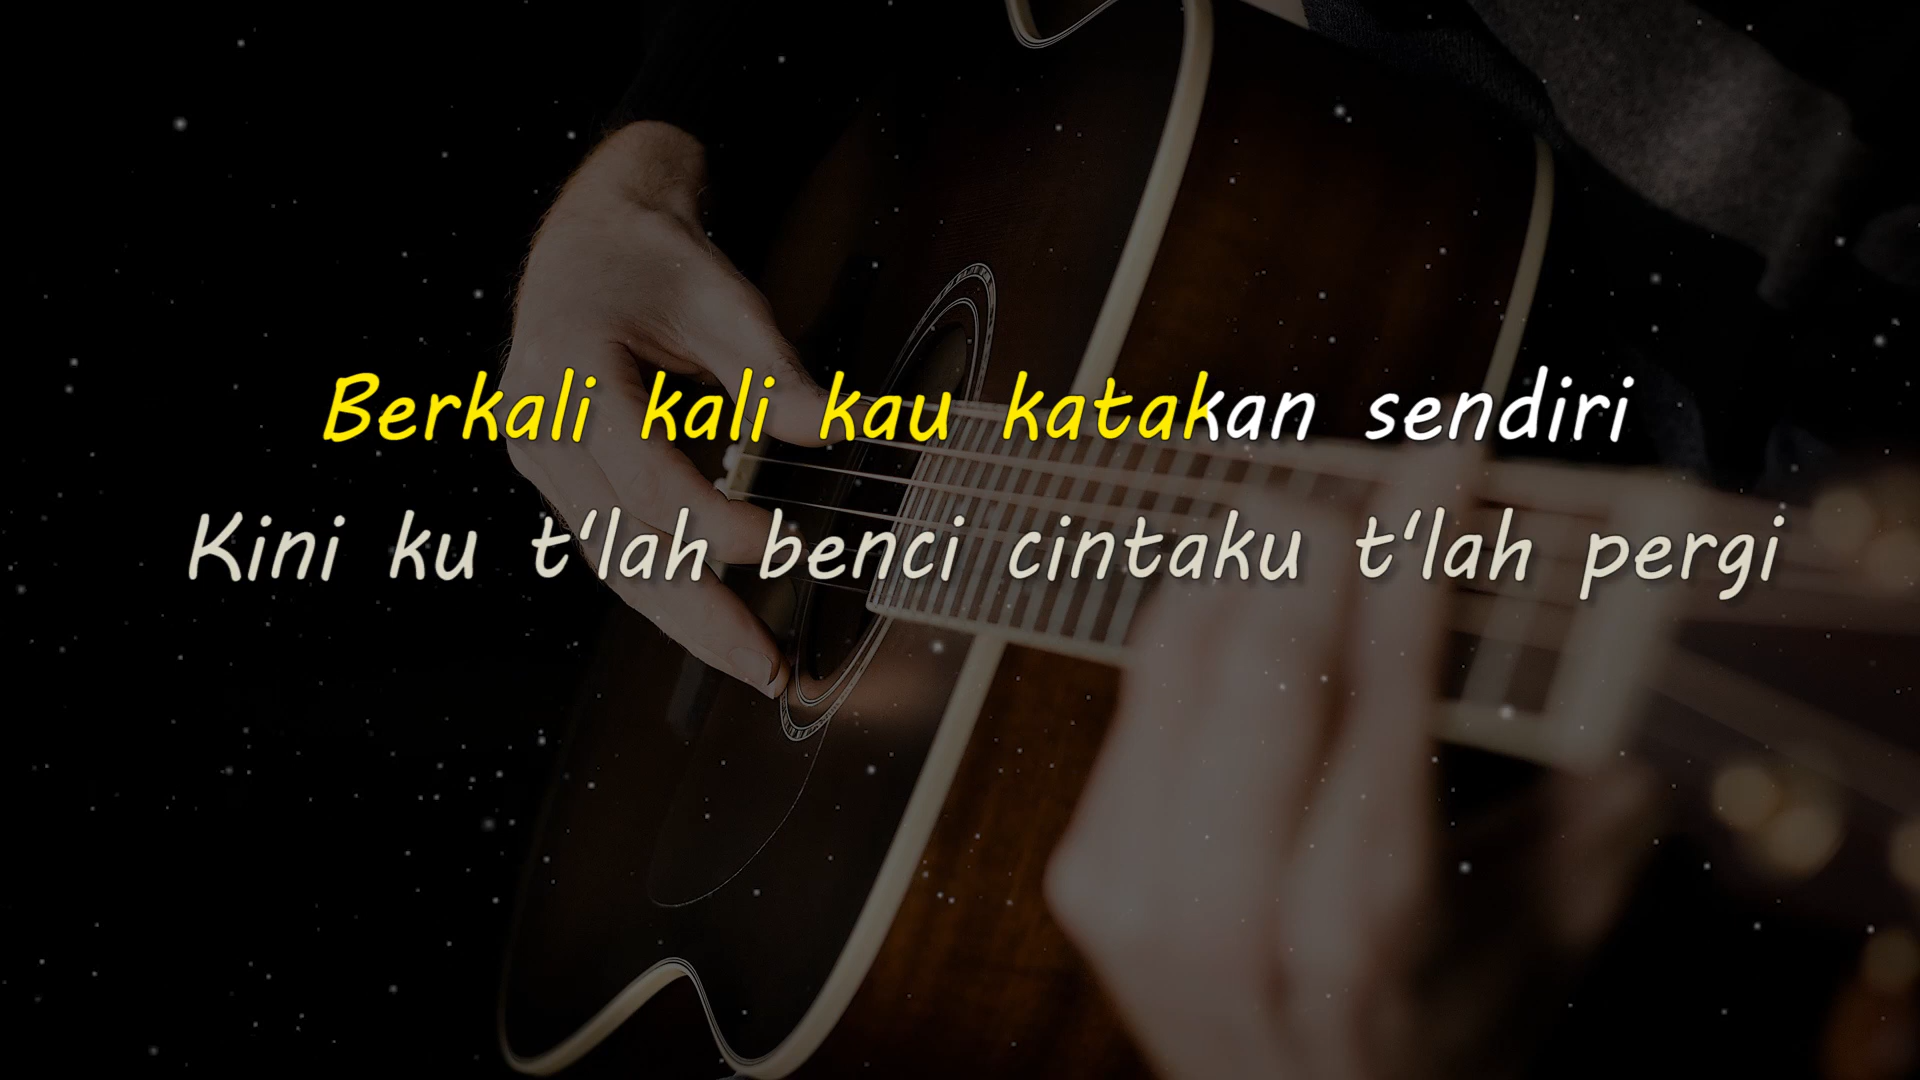 Berkali kali kau katakan sendiri
Kini ku t‘lah benci cintaku t‘lah pergi